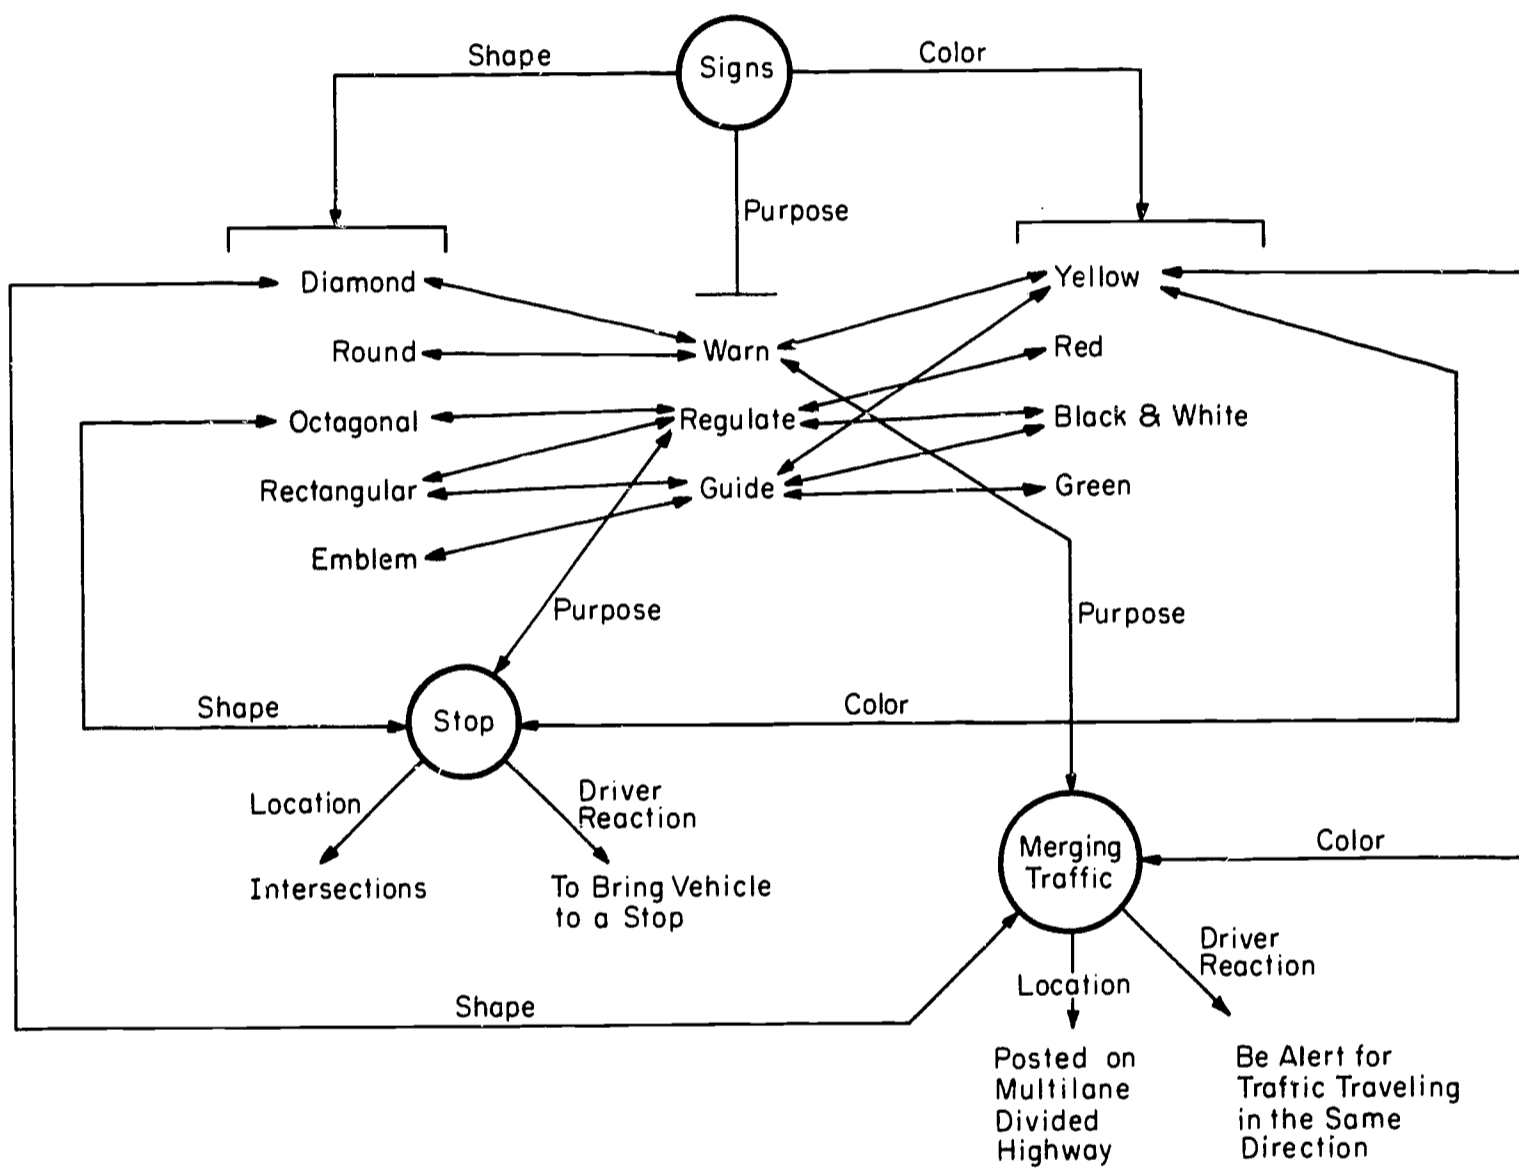 Shape
Signs
Color
Purpose
Diamond
Yellow
Round
Warn
Red
Octagonal
Regulate
Black & White
Rectangular
Guide
Green
Emblem
Purpose
Purpose
Shape
Stop
Color
Location
Driver
Reaction
Intersections
To Bring Vehicle
to a Stop
Merging
Traffic
Color
Driver
Reaction
Location
Shape
Posted on
Multilane
Divided
Highway
Be Alert for
Traffic Traveling
in the Same
Direction